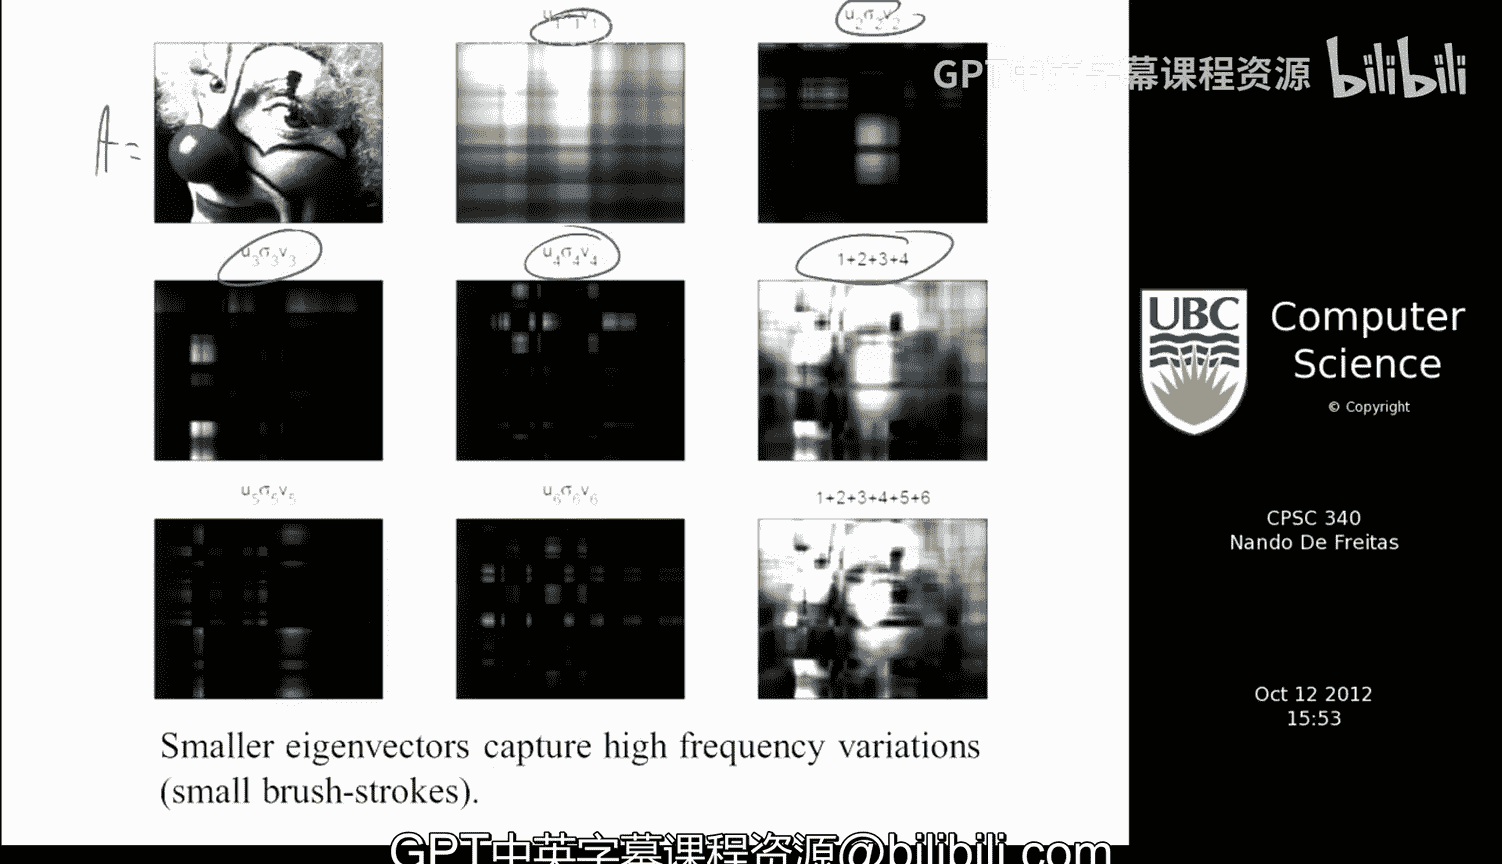 u₁σ₁v₁
u₂σ₂v₂
A =
GPT中英字幕课程资源 bilibili
u₃σ₃v₃
u₄σ₄v₄
1+2+3+4
UBC
Computer
Science
© Copyright
u₅σ₅v₅
u₆σ₆v₆
1+2+3+4+5+6
CPSC 340
Nando De Freitas
Oct 12 2012
15:53
Smaller eigenvectors capture high frequency variations
(small brush-strokes).
GPT中英字幕课程资源@bilibili.com